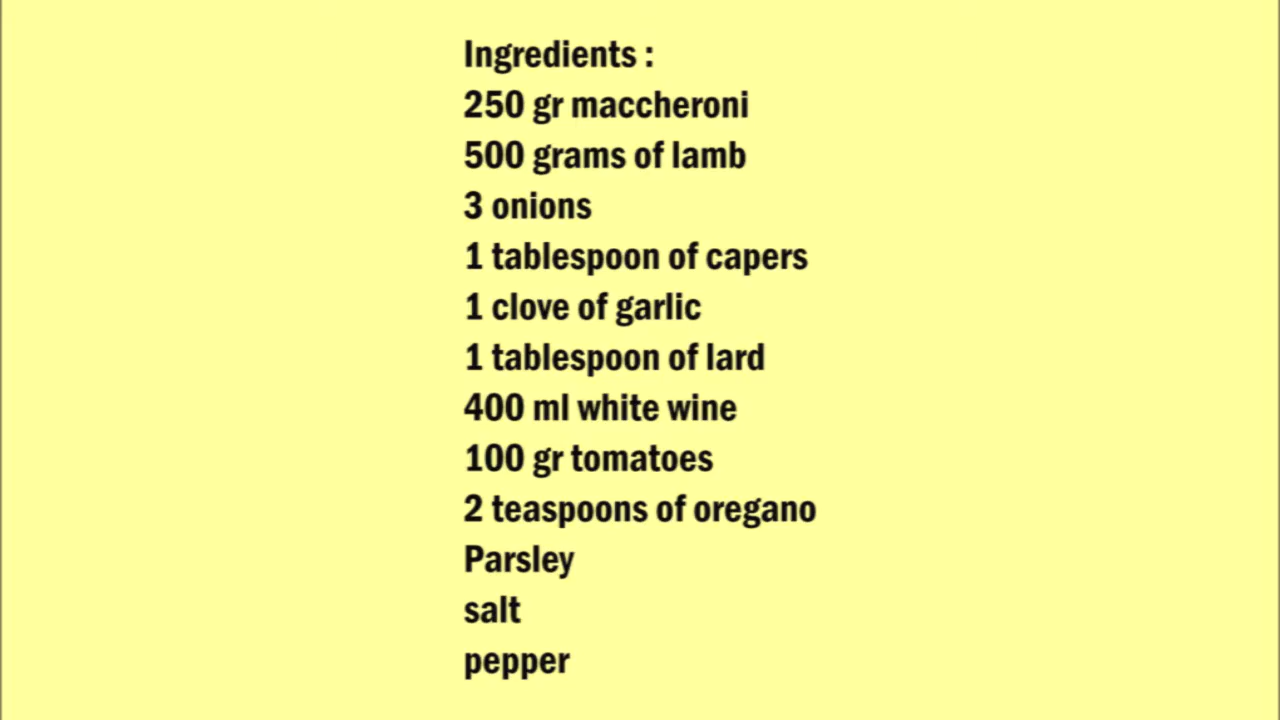 Ingredients :
250 gr maccheroni
500 grams of lamb
3 onions
1 tablespoon of capers
1 clove of garlic
1 tablespoon of lard
400 ml white wine
100 gr tomatoes
2 teaspoons of oregano
Parsley
salt
pepper